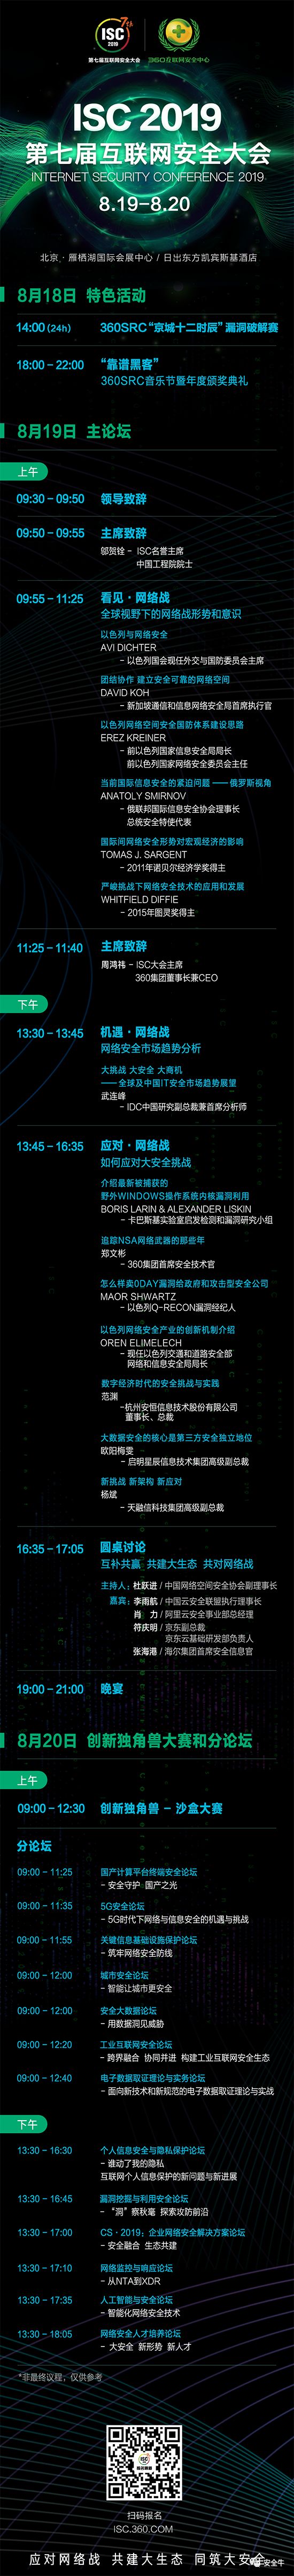 ISC 7th
2019
第七届互联网安全大会
360互联网安全中心
ISC 2019
第七届互联网安全大会
INTERNET SECURITY CONFERENCE 2019
8.19-8.20
北京 · 雁栖湖国际会展中心 / 日出东方凯宾斯基酒店
8月18日 特色活动
14:00 (24h) 360SRC“京城十二时辰”漏洞破解赛
18:00 - 22:00 “靠谱黑客”
360SRC音乐节暨年度颁奖典礼
8月19日 主论坛
上午
09:30 - 09:50 领导致辞
09:50 - 09:55 主席致辞
邬贺铨 - ISC名誉主席
中国工程院院士
09:55 - 11:25 看见 · 网络战
全球视野下的网络战形势和意识
以色列与网络安全
AVI DICHTER
- 以色列国会现任外交与国防委员会主席
团结协作 建立安全可靠的网络空间
DAVID KOH
- 新加坡通信和信息网络安全局首席执行官
以色列网络空间安全国防体系建设思路
EREZ KREINER
- 前以色列国家信息安全局局长
前以色列国家网络安全委员会主任
当前国际信息安全的紧迫问题 —— 俄罗斯视角
ANATOLY SMIRNOV
- 俄联邦国际信息安全协会理事长
总统安全特使代表
国际间网络安全形势对宏观经济的影响
TOMAS J. SARGENT
- 2011年诺贝尔经济学奖得主
严峻挑战下网络安全技术的应用和发展
WHITFIELD DIFFIE
- 2015年图灵奖得主
11:25 - 11:40 主席致辞
周鸿祎 - ISC大会主席
360集团董事长兼CEO
下午
13:30 - 13:45 机遇 · 网络战
网络安全市场趋势分析
大挑战 大安全 大商机
—— 全球及中国IT安全市场趋势展望
武连峰
- IDC中国研究副总裁兼首席分析师
13:45 - 16:35 应对 · 网络战
如何应对大安全挑战
介绍最新被捕获的
野外WINDOWS操作系统内核漏洞利用
BORIS LARIN & ALEXANDER LISKIN
- 卡巴斯基实验室启发检测和漏洞研究小组
追踪NSA网络武器的那些年
郑文彬
- 360集团首席安全技术官
怎么样卖0DAY漏洞给政府和攻击型安全公司
MAOR SHWARTZ
- 以色列Q-RECON漏洞经纪人
以色列网络安全产业的创新机制介绍
OREN ELIMELECH
- 现任以色列交通和道路安全部
网络和信息安全局局长
数字经济时代的安全挑战与实践
范渊
-杭州安恒信息技术股份有限公司
董事长、总裁
大数据安全的核心是第三方安全独立地位
欧阳梅雯
- 启明星辰信息技术集团高级副总裁
新挑战 新架构 新应对
杨斌
- 天融信科技集团高级副总裁
16:35 - 17:05 圆桌讨论
互补共赢 共建大生态 共对网络战
主持人：杜跃进 / 中国网络空间安全协会副理事长
嘉宾：李雨航 / 中国云安全联盟执行理事长
肖 力 / 阿里云安全事业部总经理
符庆明 / 京东副总裁
京东云基础研发部负责人
张海港 / 海尔集团首席安全信息官
19:00 - 21:00 晚宴
8月20日 创新独角兽大赛和分论坛
上午
09:00 - 12:30 创新独角兽 - 沙盒大赛
分论坛
09:00 - 11:25 国产计算平台终端安全论坛
- 安全守护 国产之光
09:00 - 11:35 5G安全论坛
- 5G时代下网络与信息安全的机遇与挑战
09:00 - 11:55 关键信息基础设施保护论坛
- 筑牢网络安全防线
09:00 - 12:00 城市安全论坛
- 智能让城市更安全
09:00 - 12:00 安全大数据论坛
- 用数据洞见威胁
09:00 - 12:20 工业互联网安全论坛
- 跨界融合 协同并进 构建工业互联网安全生态
09:00 - 12:40 电子数据取证理论与实务论坛
- 面向新技术和新规范的电子数据取证理论与实战
下午
13:30 - 16:30 个人信息安全与隐私保护论坛
- 谁动了我的隐私
互联网个人信息保护的新问题与新进展
13:30 - 16:45 漏洞挖掘与利用安全论坛
- “洞”察秋毫 探索攻防前沿
13:30 - 17:00 CS · 2019：企业网络安全解决方案论坛
- 安全融合 生态共建
13:30 - 17:10 网络监控与响应论坛
- 从NTA到XDR
13:30 - 17:35 人工智能与安全论坛
- 智能化网络安全技术
13:30 - 18:05 网络安全人才培养论坛
- 大安全 新形势 新人才
*非最终议程，仅供参考
扫码报名
ISC.360.COM
应对网络战 共建大生态 同筑大安全
安全牛